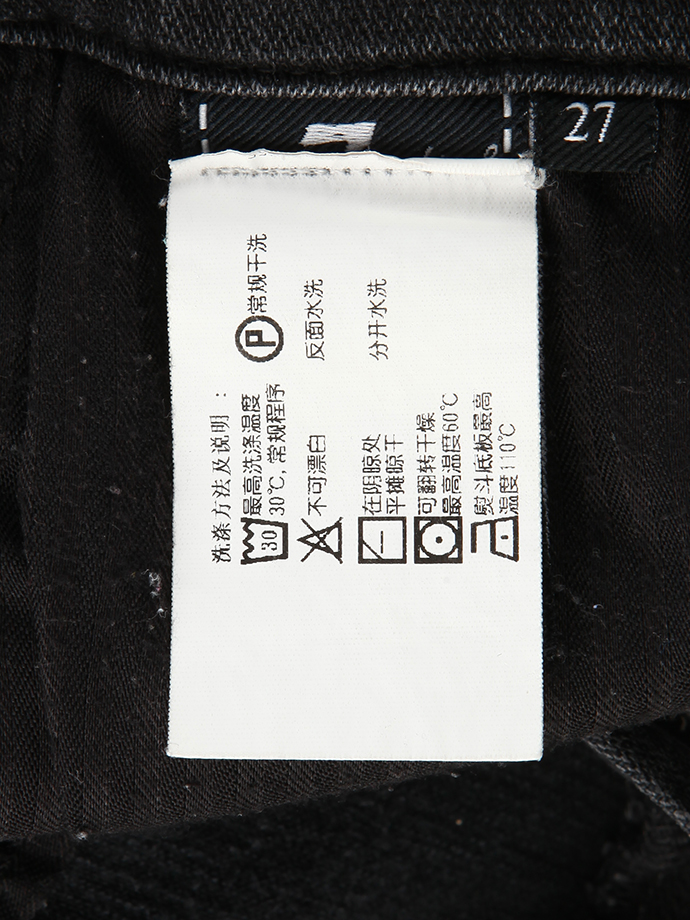 27
洗涤方法及说明：
30
最高洗涤温度
30℃，常规程序
P
常规干洗
不可漂白
反面水洗
在阴晾处
平摊晾干
分开水洗
可翻转干燥
最高温度60℃
熨斗底板最高
温度110℃